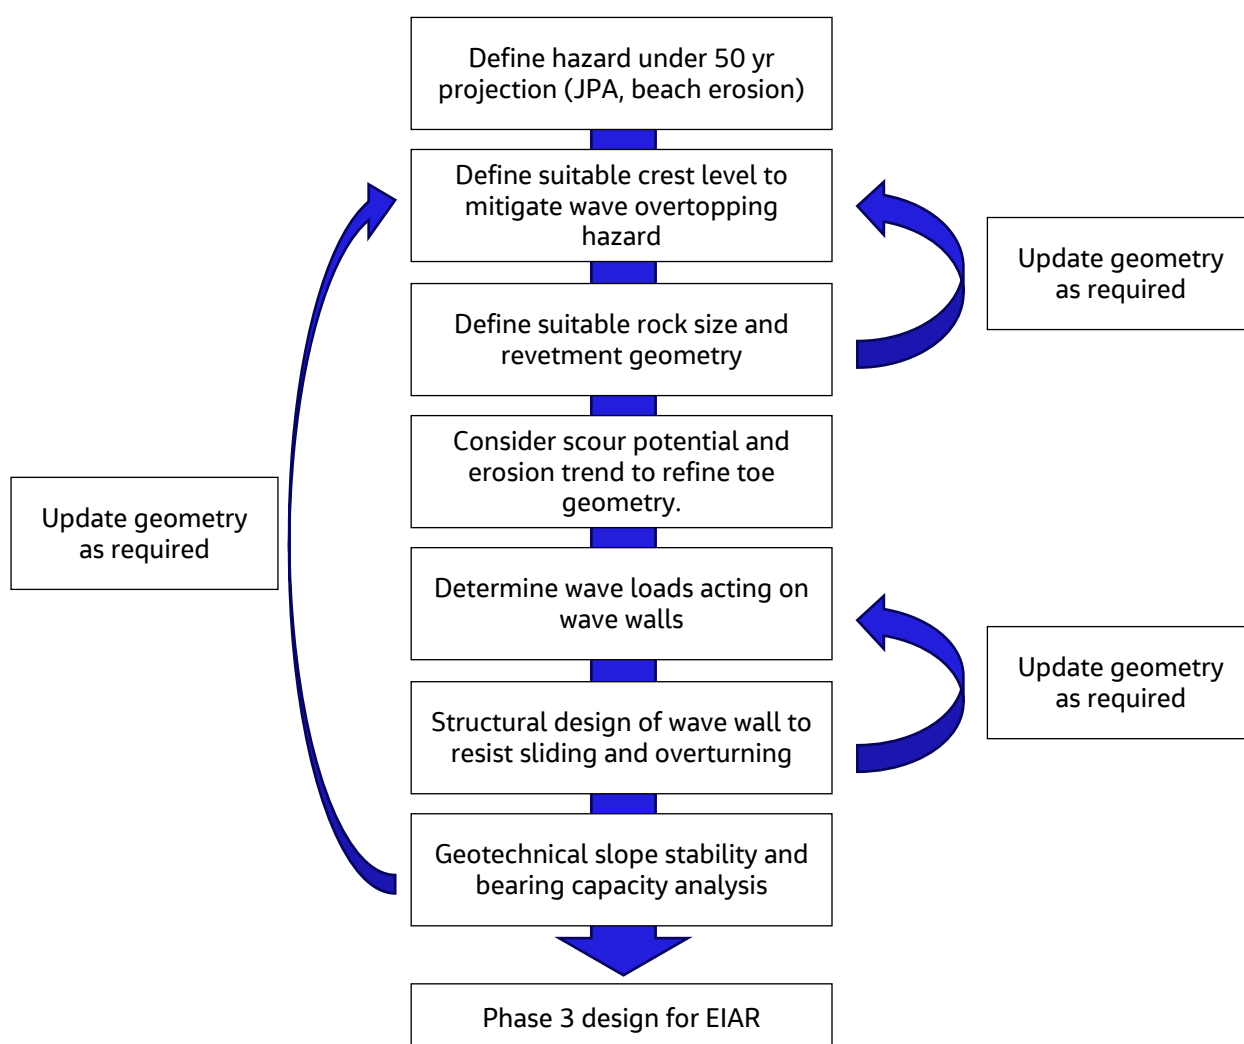 Define hazard under 50 yr
projection (JPA, beach erosion)
Define suitable crest level to
mitigate wave overtopping
hazard
Update geometry
as required
Define suitable rock size and
revetment geometry
Consider scour potential and
erosion trend to refine toe
geometry.
Update geometry
as required
Determine wave loads acting on
wave walls
Update geometry
as required
Structural design of wave wall to
resist sliding and overturning
Geotechnical slope stability and
bearing capacity analysis
Phase 3 design for EIAR